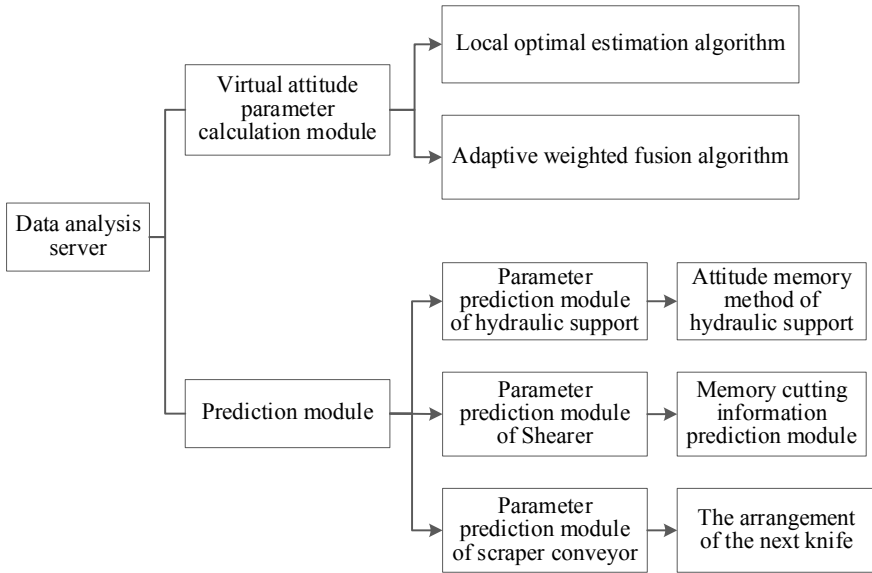 Local optimal estimation algorithm
Virtual attitude
parameter
calculation module
Adaptive weighted fusion algorithm
Data analysis
server
Parameter
prediction module
of hydraulic support
Attitude memory
method of
hydraulic support
Prediction module
Parameter
prediction module
of Shearer
Memory cutting
information
prediction module
Parameter
prediction module
of scraper conveyor
The arrangement
of the next knife